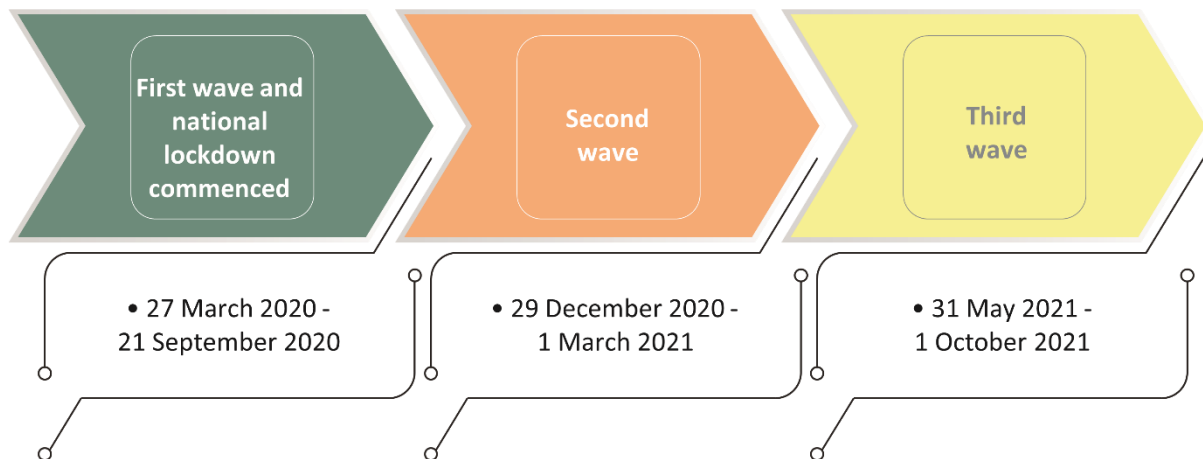 First wave and
national
lockdown
commenced
Second
wave
Third
wave
• 27 March 2020 -
21 September 2020
• 29 December 2020 -
1 March 2021
• 31 May 2021 -
1 October 2021